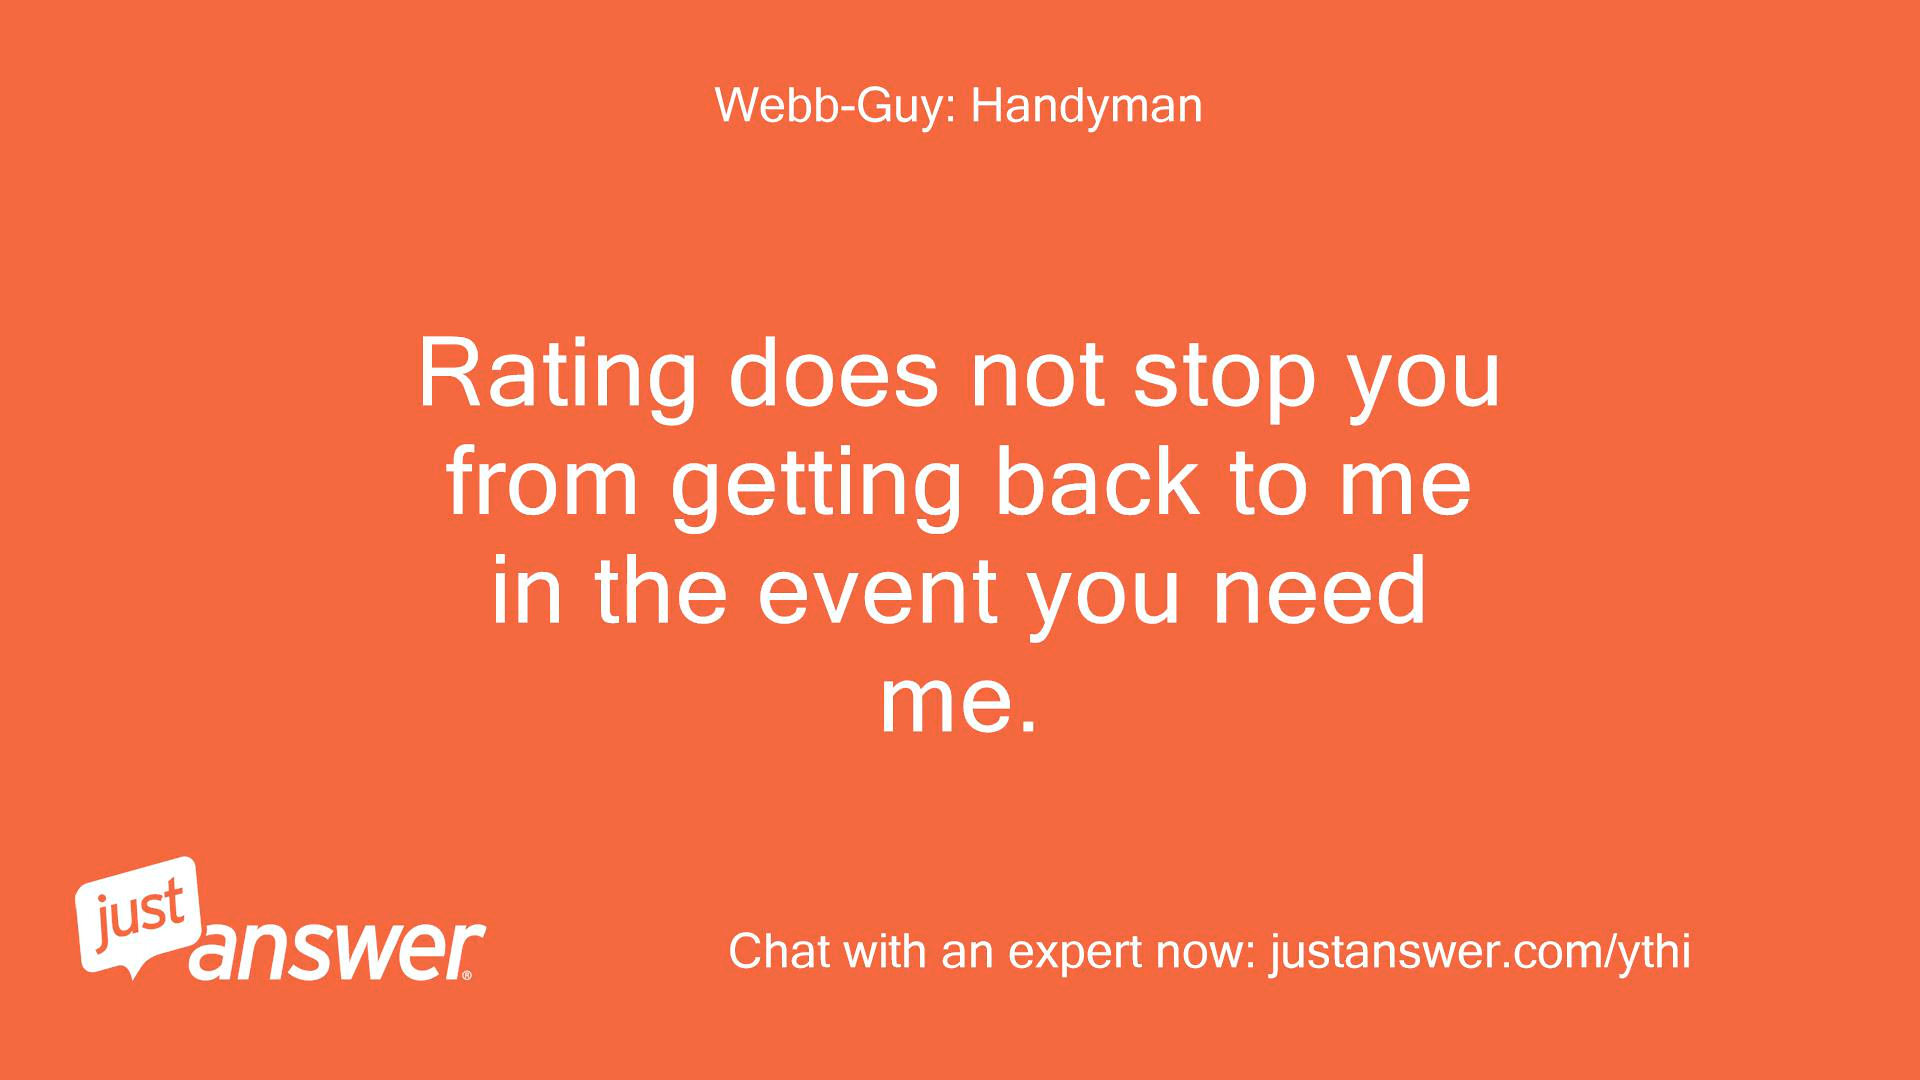 Webb-Guy: Handyman
Rating does not stop you
from getting back to me
in the event you need
me.
just
answer®
Chat with an expert now: justanswer.com/ythi